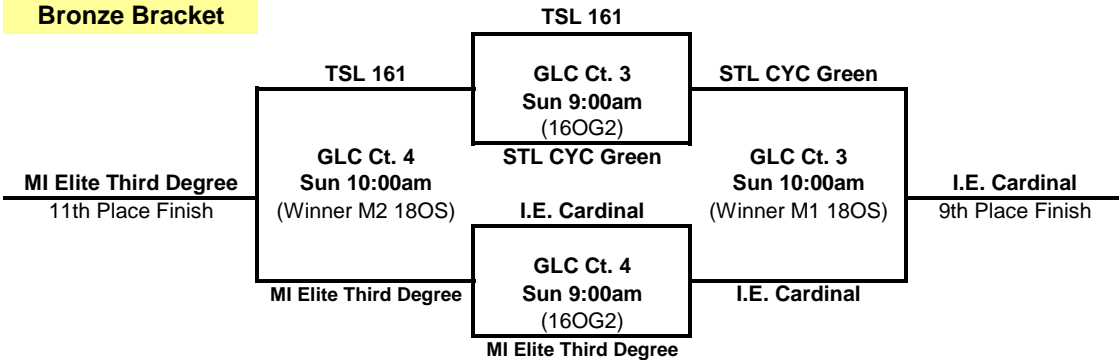 Bronze Bracket
TSL 161
TSL 161
GLC Ct. 3
STL CYC Green
Sun 9:00am
(16OG2)
GLC Ct. 4
STL CYC Green
GLC Ct. 3
MI Elite Third Degree
Sun 10:00am
Sun 10:00am
I.E. Cardinal
11th Place Finish
(Winner M2 18OS)
I.E. Cardinal
(Winner M1 18OS)
9th Place Finish
GLC Ct. 4
MI Elite Third Degree
Sun 9:00am
I.E. Cardinal
(16OG2)
MI Elite Third Degree